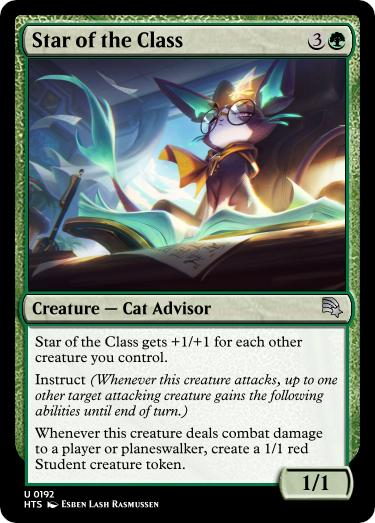 Star of the Class 3
Creature — Cat Advisor
Star of the Class gets +1/+1 for each other
creature you control.
Instruct (Whenever this creature attacks, up to one
other target attacking creature gains the following
abilities until end of turn.)
Whenever this creature deals combat damage
to a player or planeswalker, create a 1/1 red
Student creature token.
1/1
U 0192
HTS Esben Lash Rasmussen